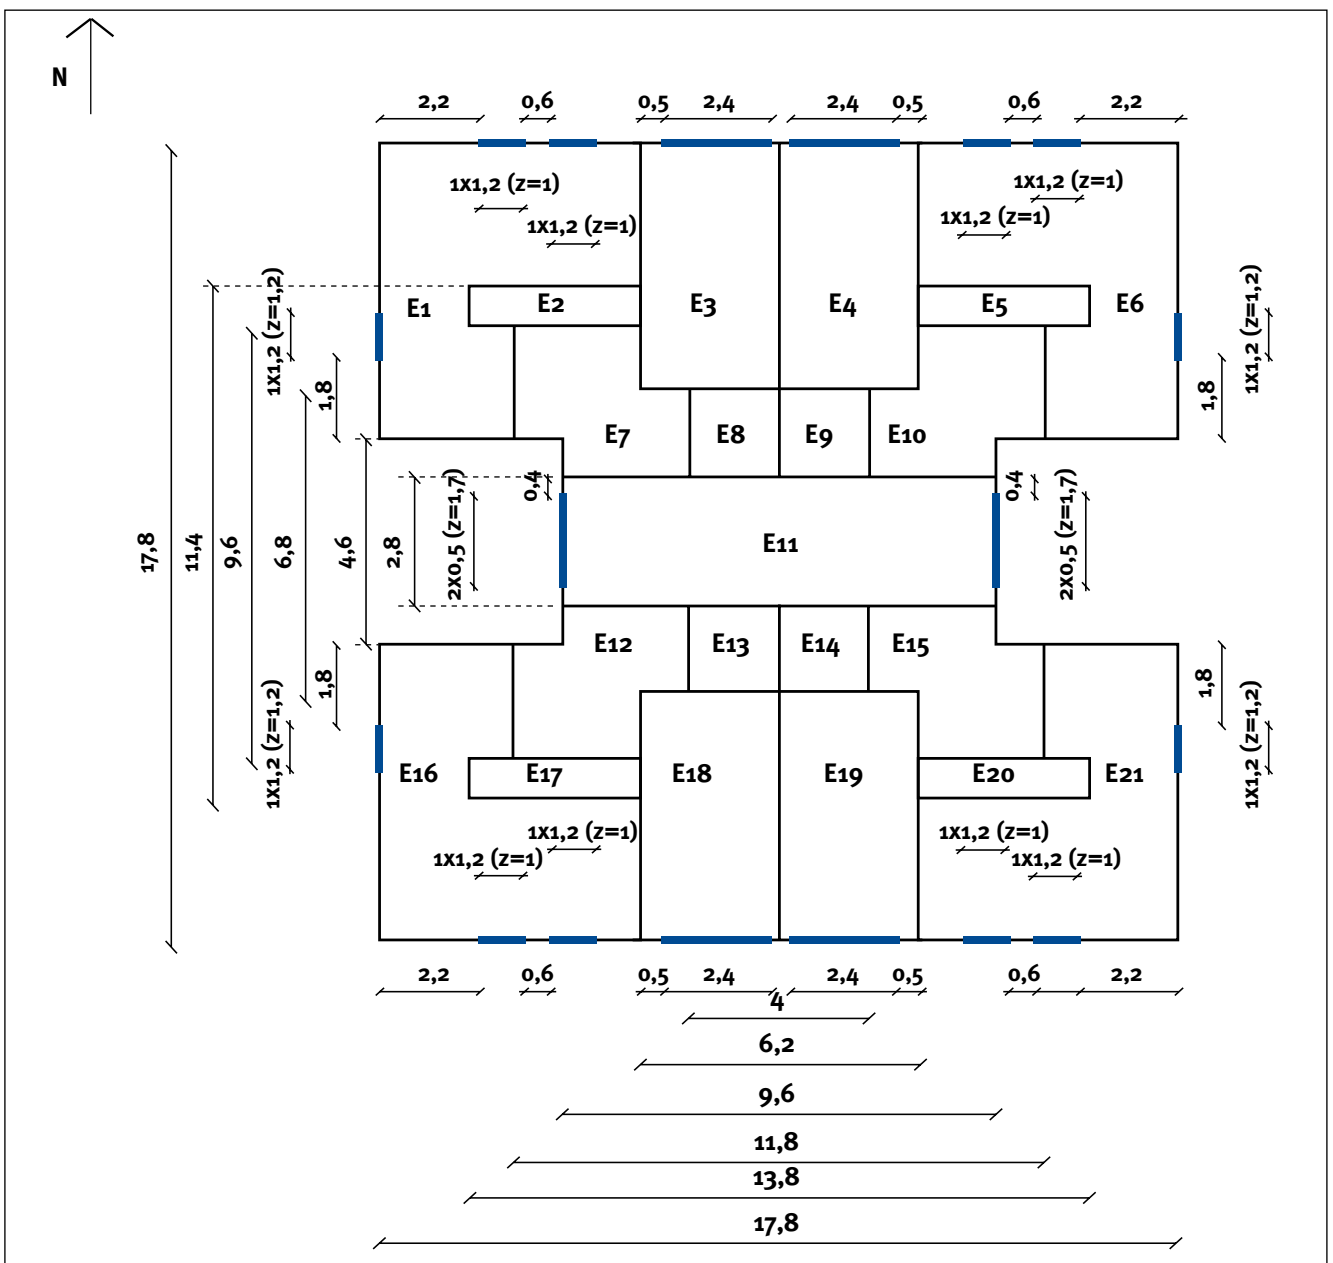 N
2,2 0,6 0,5 2,4 2,4 0,5 0,6 2,2
1x1,2 (z=1) 1x1,2 (z=1)
1x1,2 (z=1) 1x1,2 (z=1)
E1 E2 E3 E4 E5 E6
1x1,2 (z=1,2) 1x1,2 (z=1,2)
1,8 1,8
E7 E8 E9 E10
17,8 11,4 9,6 6,8 4,6 2,8 2x0,5 (z=1,7) 0,4 E11 0,4 2x0,5 (z=1,7)
E12 E13 E14 E15
1,8 1,8
1x1,2 (z=1,2) 1x1,2 (z=1,2)
E16 E17 E18 E19 E20 E21
1x1,2 (z=1) 1x1,2 (z=1)
1x1,2 (z=1) 1x1,2 (z=1)
2,2 0,6 0,5 2,4 2,4 0,5 0,6 2,2
4
6,2
9,6
11,8
13,8
17,8